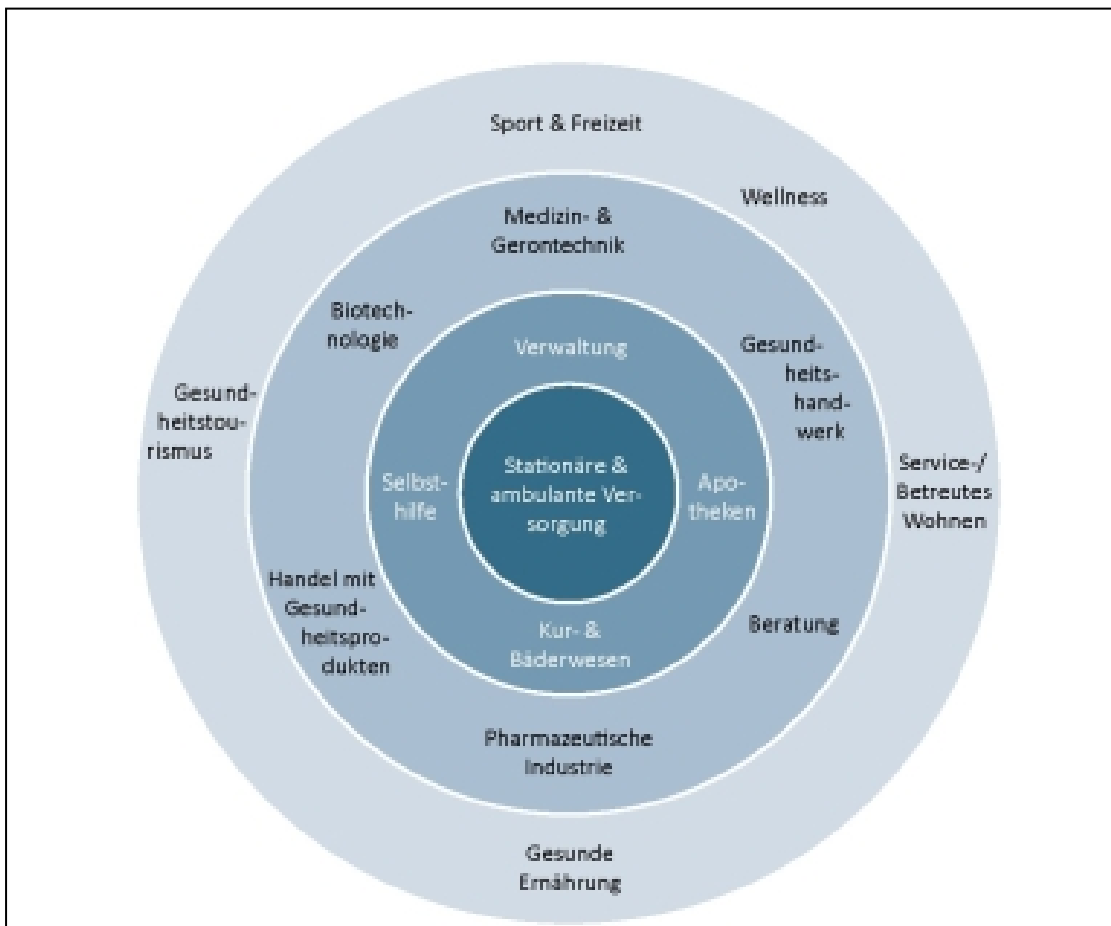 Sport & Freizeit
Wellness
Medizin- &
Gerontechnik
Biotech-
nologie
Verwaltung
Gesund-
heits-
hand-
werk
Gesund-
heitstou-
rismus
Stationäre &
ambulante Ver-
sorgung
Selbst-
hilfe
Apo-
theken
Service-/
Betreutes
Wohnen
Handel mit
Gesund-
heitspro-
dukten
Kur- &
Bäderwesen
Beratung
Pharmazeutische
Industrie
Gesunde
Ernährung